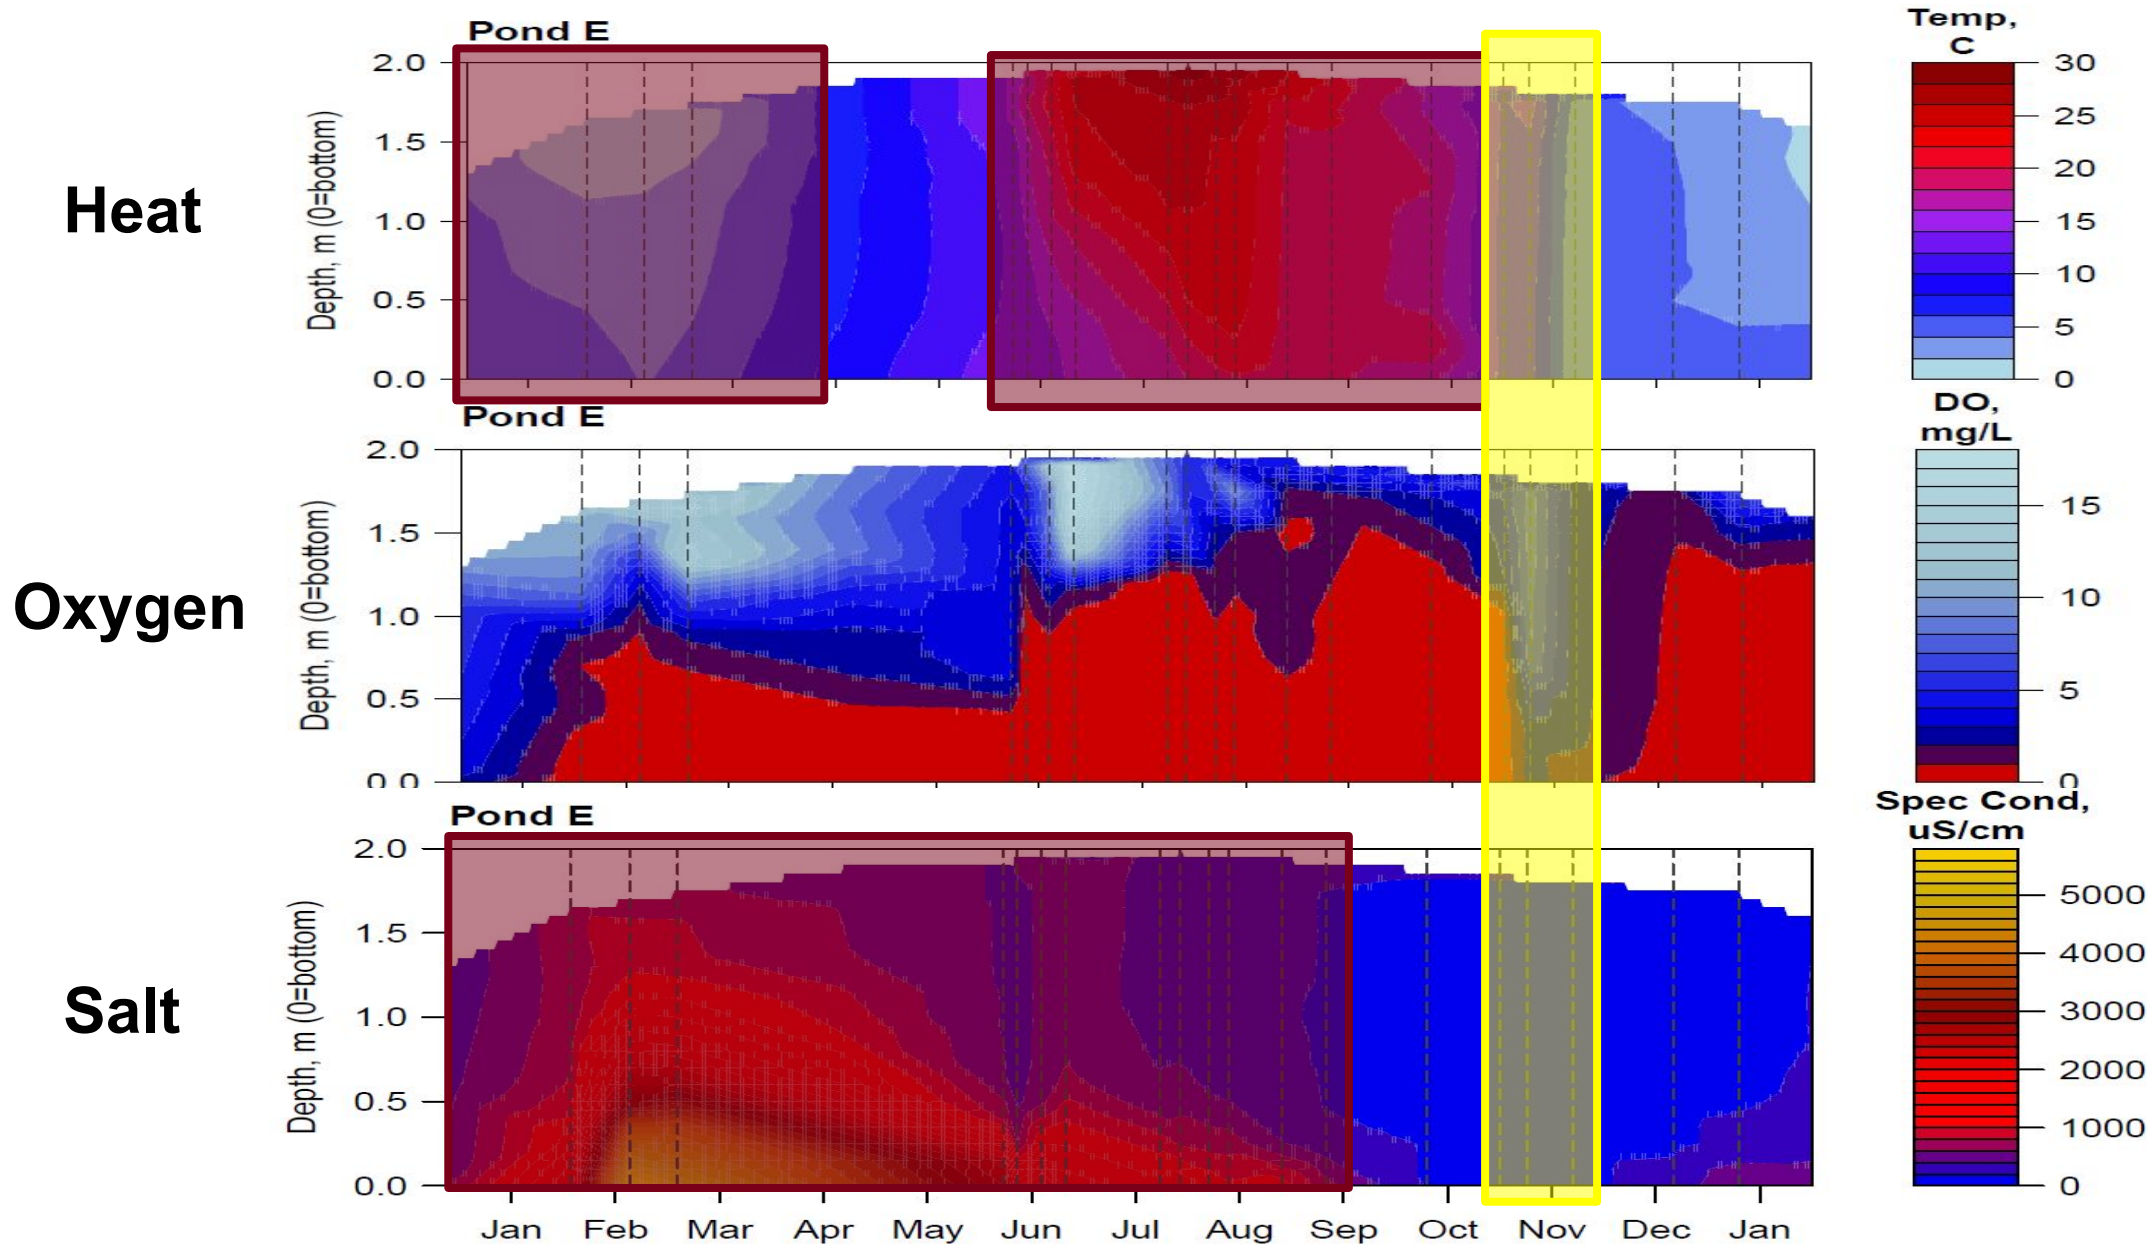 Pond E
Temp,
C
Heat
Depth, m (0=bottom)
2.0
1.5
1.0
0.5
0.0
30
25
20
15
10
5
0
Pond E
DO,
mg/L
Oxygen
Depth, m (0=bottom)
2.0
1.5
1.0
0.5
0.0
15
10
5
0
Pond E
Spec Cond,
uS/cm
Salt
Depth, m (0=bottom)
2.0
1.5
1.0
0.5
0.0
5000
4000
3000
2000
1000
0
Jan Feb Mar Apr May Jun Jul Aug Sep Oct Nov Dec Jan